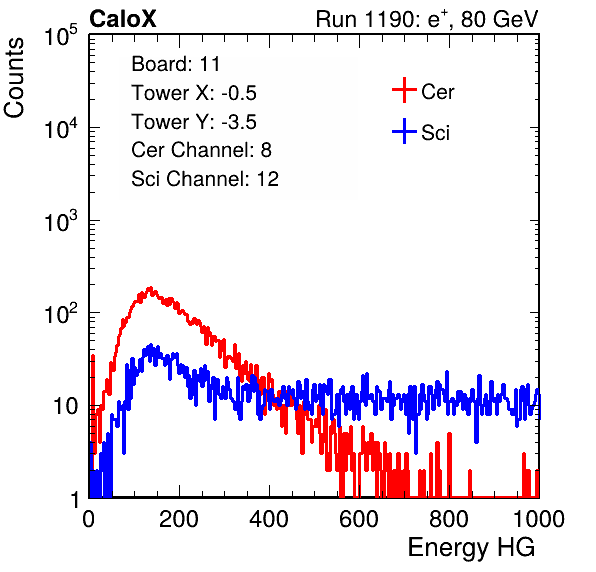 CaloX Run 1190: e⁺, 80 GeV
Counts
10⁵
10⁴
10³
10²
10
1
Board: 11
Tower X: -0.5
Tower Y: -3.5
Cer Channel: 8
Sci Channel: 12
Cer
Sci
0 200 400 600 800 1000
Energy HG